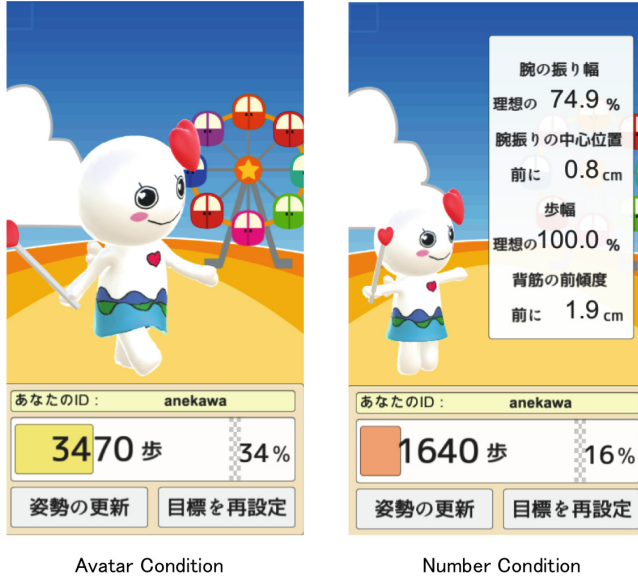 あなたのID： anekawa
3470 歩 34%
姿勢の更新 目標を再設定
Avatar Condition
腕の振り幅
理想の 74.9 %
腕振りの中心位置
前に 0.8 cm
歩幅
理想の100.0 %
背筋の前傾度
前に 1.9 cm
あなたのID： anekawa
1640 歩 16%
姿勢の更新 目標を再設定
Number Condition